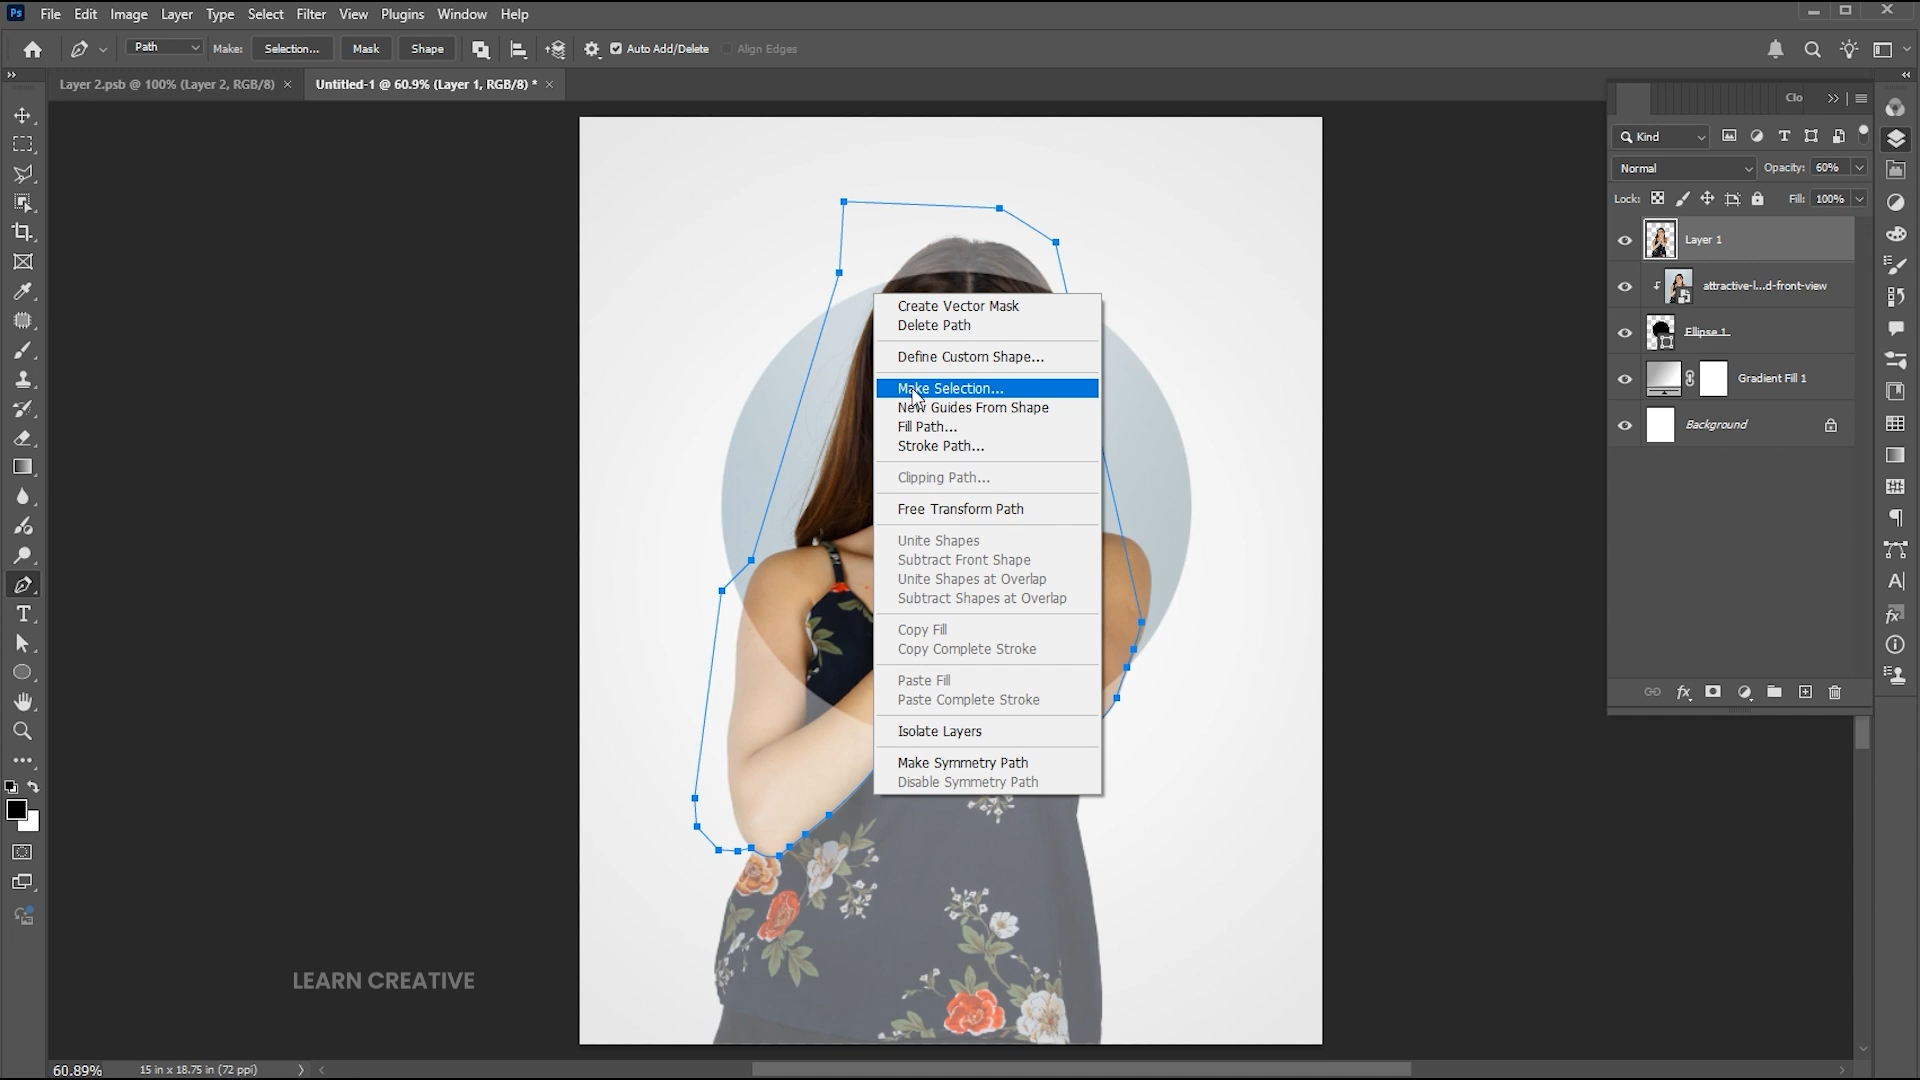 Ps File Edit Image Layer Type Select Filter View Plugins Window Help
Path Make: Selection... Mask Shape Auto Add/Delete Align Edges
Layer 2.psb @ 100% (Layer 2, RGB/8) × Untitled-1 @ 60.9% (Layer 1, RGB/8) * ×
Clo
Kind
Normal Opacity: 60%
Lock: Fill: 100%
Layer 1
attractive-l...d-front-view
Ellipse 1
Gradient Fill 1
Background
Create Vector Mask
Delete Path
Define Custom Shape...
Make Selection...
New Guides From Shape
Fill Path...
Stroke Path...
Clipping Path...
Free Transform Path
Unite Shapes
Subtract Front Shape
Unite Shapes at Overlap
Subtract Shapes at Overlap
Copy Fill
Copy Complete Stroke
Paste Fill
Paste Complete Stroke
Isolate Layers
Make Symmetry Path
Disable Symmetry Path
LEARN CREATIVE
60.89% 15 in x 18.75 in (72 ppi)